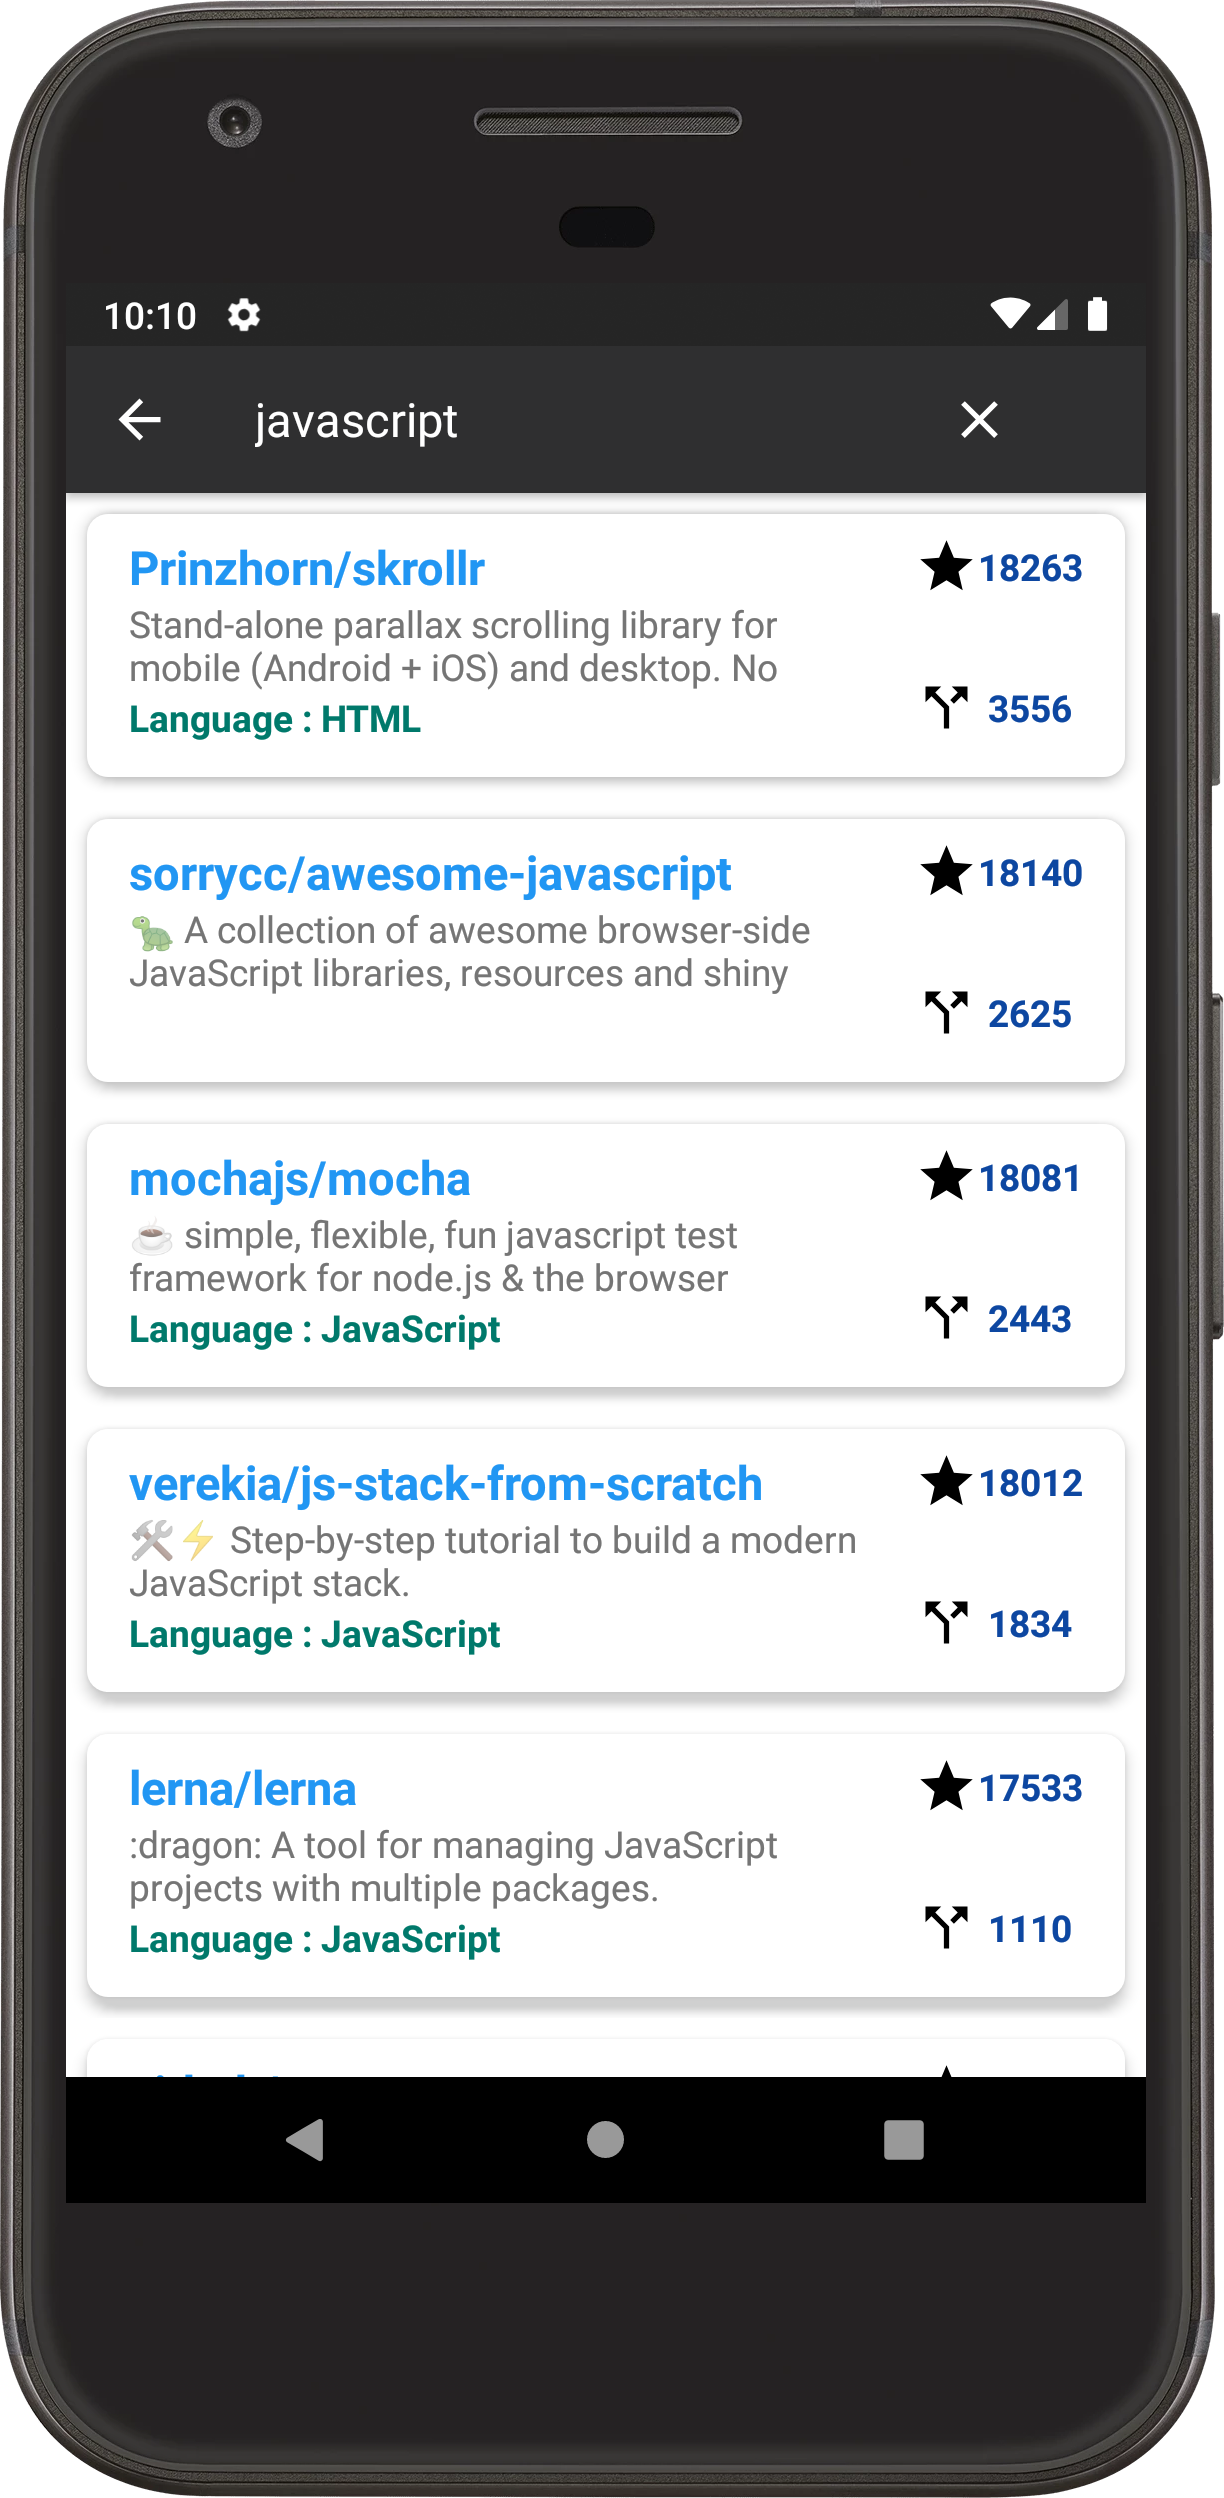 10:10
javascript
Prinzhorn/skrollr
18263
Stand-alone parallax scrolling library for
mobile (Android + iOS) and desktop. No
Language : HTML
3556
sorrycc/awesome-javascript
18140
🐢 A collection of awesome browser-side
JavaScript libraries, resources and shiny
2625
mochajs/mocha
18081
☕ simple, flexible, fun javascript test
framework for node.js & the browser
Language : JavaScript
2443
verekia/js-stack-from-scratch
18012
🛠️⚡ Step-by-step tutorial to build a modern
JavaScript stack.
Language : JavaScript
1834
lerna/lerna
17533
:dragon: A tool for managing JavaScript
projects with multiple packages.
Language : JavaScript
1110